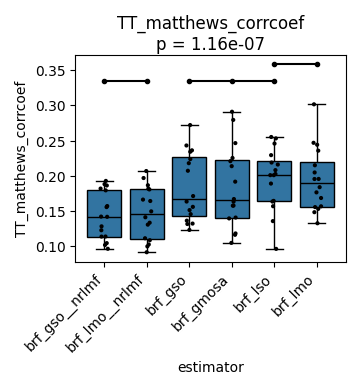 TT_matthews_corrcoef
p = 1.16e-07
TT_matthews_corrcoef
0.35
0.30
0.25
0.20
0.15
0.10
brf_gso__nrlmf
brf_lmo__nrlmf
brf_gso
brf_gmosa
brf_lso
brf_lmo
estimator